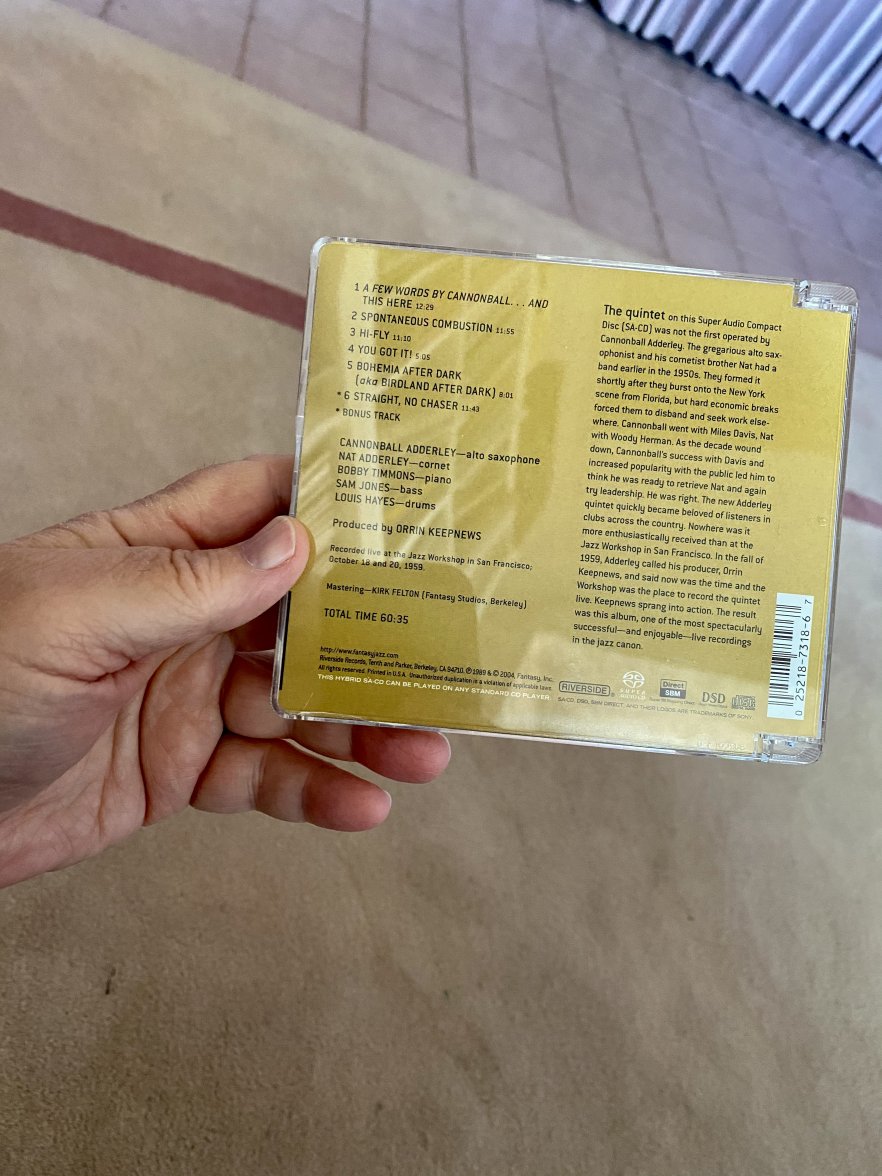 1 A FEW WORDS BY CANNONBALL. . . AND
THIS HERE 12:29
2 SPONTANEOUS COMBUSTION 11:55
3 HI-FLY 11:10
4 YOU GOT IT! 5:05
5 BOHEMIA AFTER DARK
(aka BIRDLAND AFTER DARK) 8:01
* 6 STRAIGHT, NO CHASER 11:43
* BONUS TRACK
CANNONBALL ADDERLEY—alto saxophone
NAT ADDERLEY—cornet
BOBBY TIMMONS—piano
SAM JONES—bass
LOUIS HAYES—drums
Produced by ORRIN KEEPNEWS
Recorded live at the Jazz Workshop in San Francisco;
October 18 and 20, 1959.
Mastering—KIRK FELTON (Fantasy Studios, Berkeley)
TOTAL TIME 60:35
http://www.fantasyjazz.com
Riverside Records, Tenth and Parker, Berkeley, CA 94710. ℗ 1989 & © 2004, Fantasy, Inc.
All rights reserved. Printed in U.S.A. Unauthorized duplication is a violation of applicable laws.
THIS HYBRID SA-CD CAN BE PLAYED ON ANY STANDARD CD PLAYER
The quintet on this Super Audio Compact
Disc (SA-CD) was not the first operated by
Cannonball Adderley. The gregarious alto sax-
ophonist and his cornetist brother Nat had a
band earlier in the 1950s. They formed it
shortly after they burst onto the New York
scene from Florida, but hard economic breaks
forced them to disband and seek work else-
where. Cannonball went with Miles Davis, Nat
with Woody Herman. As the decade wound
down, Cannonball's success with Davis and
increased popularity with the public led him to
think he was ready to retrieve Nat and again
try leadership. He was right. The new Adderley
quintet quickly became beloved of listeners in
clubs across the country. Nowhere was it
more enthusiastically received than at the
Jazz Workshop in San Francisco. In the fall of
1959, Adderley called his producer, Orrin
Keepnews, and said now was the time and the
Workshop was the place to record the quintet
live. Keepnews sprang into action. The result
was this album, one of the most spectacularly
successful—and enjoyable—live recordings
in the jazz canon.
RIVERSIDE
SUPER AUDIO CD
Direct
SBM
DSD
SA-CD, DSD, SBM DIRECT, AND THEIR LOGOS ARE TRADEMARKS OF SONY
0 25218-7318-6 7